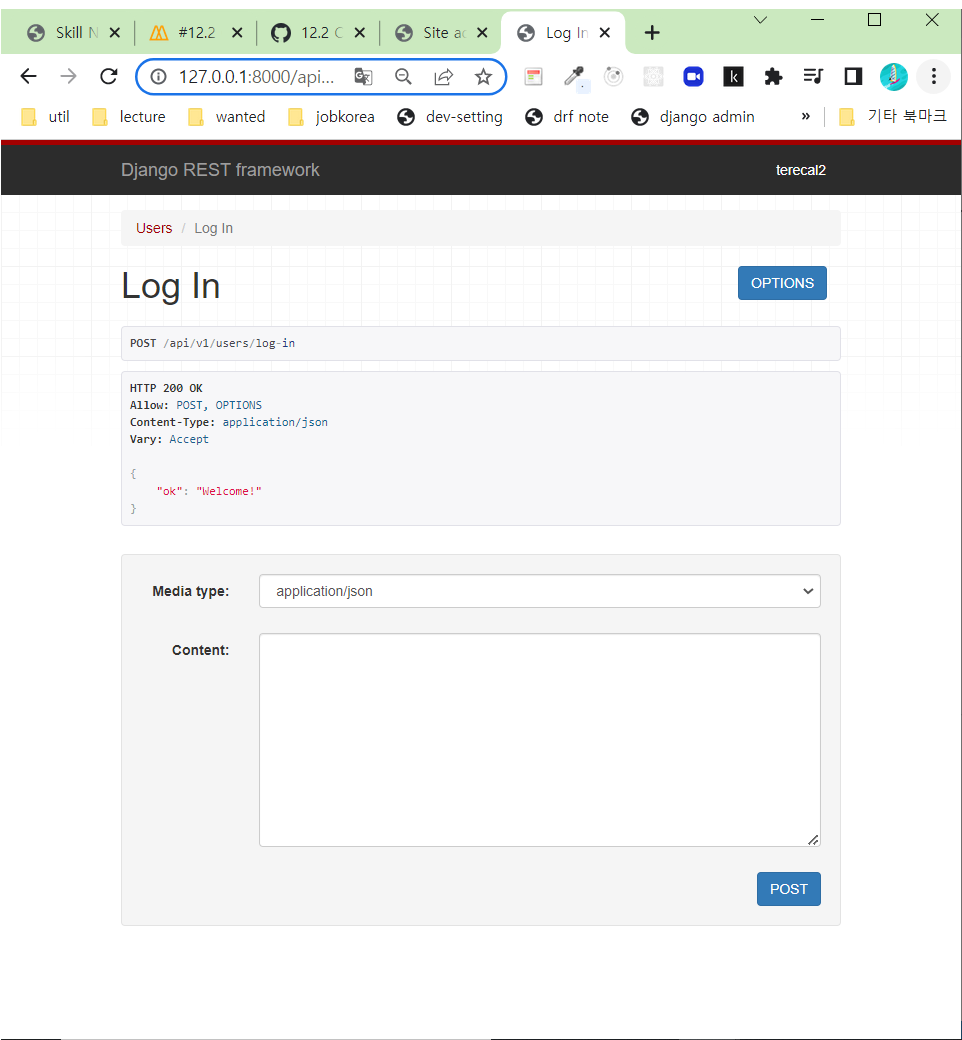 Skill N
#12.2
12.2 C
Site ac
Log In
127.0.0.1:8000/api...
util
lecture
wanted
jobkorea
dev-setting
drf note
django admin
»
기타 북마크
Django REST framework
terecal2
Users / Log In
Log In
OPTIONS
POST /api/v1/users/log-in
HTTP 200 OK
Allow: POST, OPTIONS
Content-Type: application/json
Vary: Accept
{
"ok": "Welcome!"
}
Media type:
application/json
Content:
POST